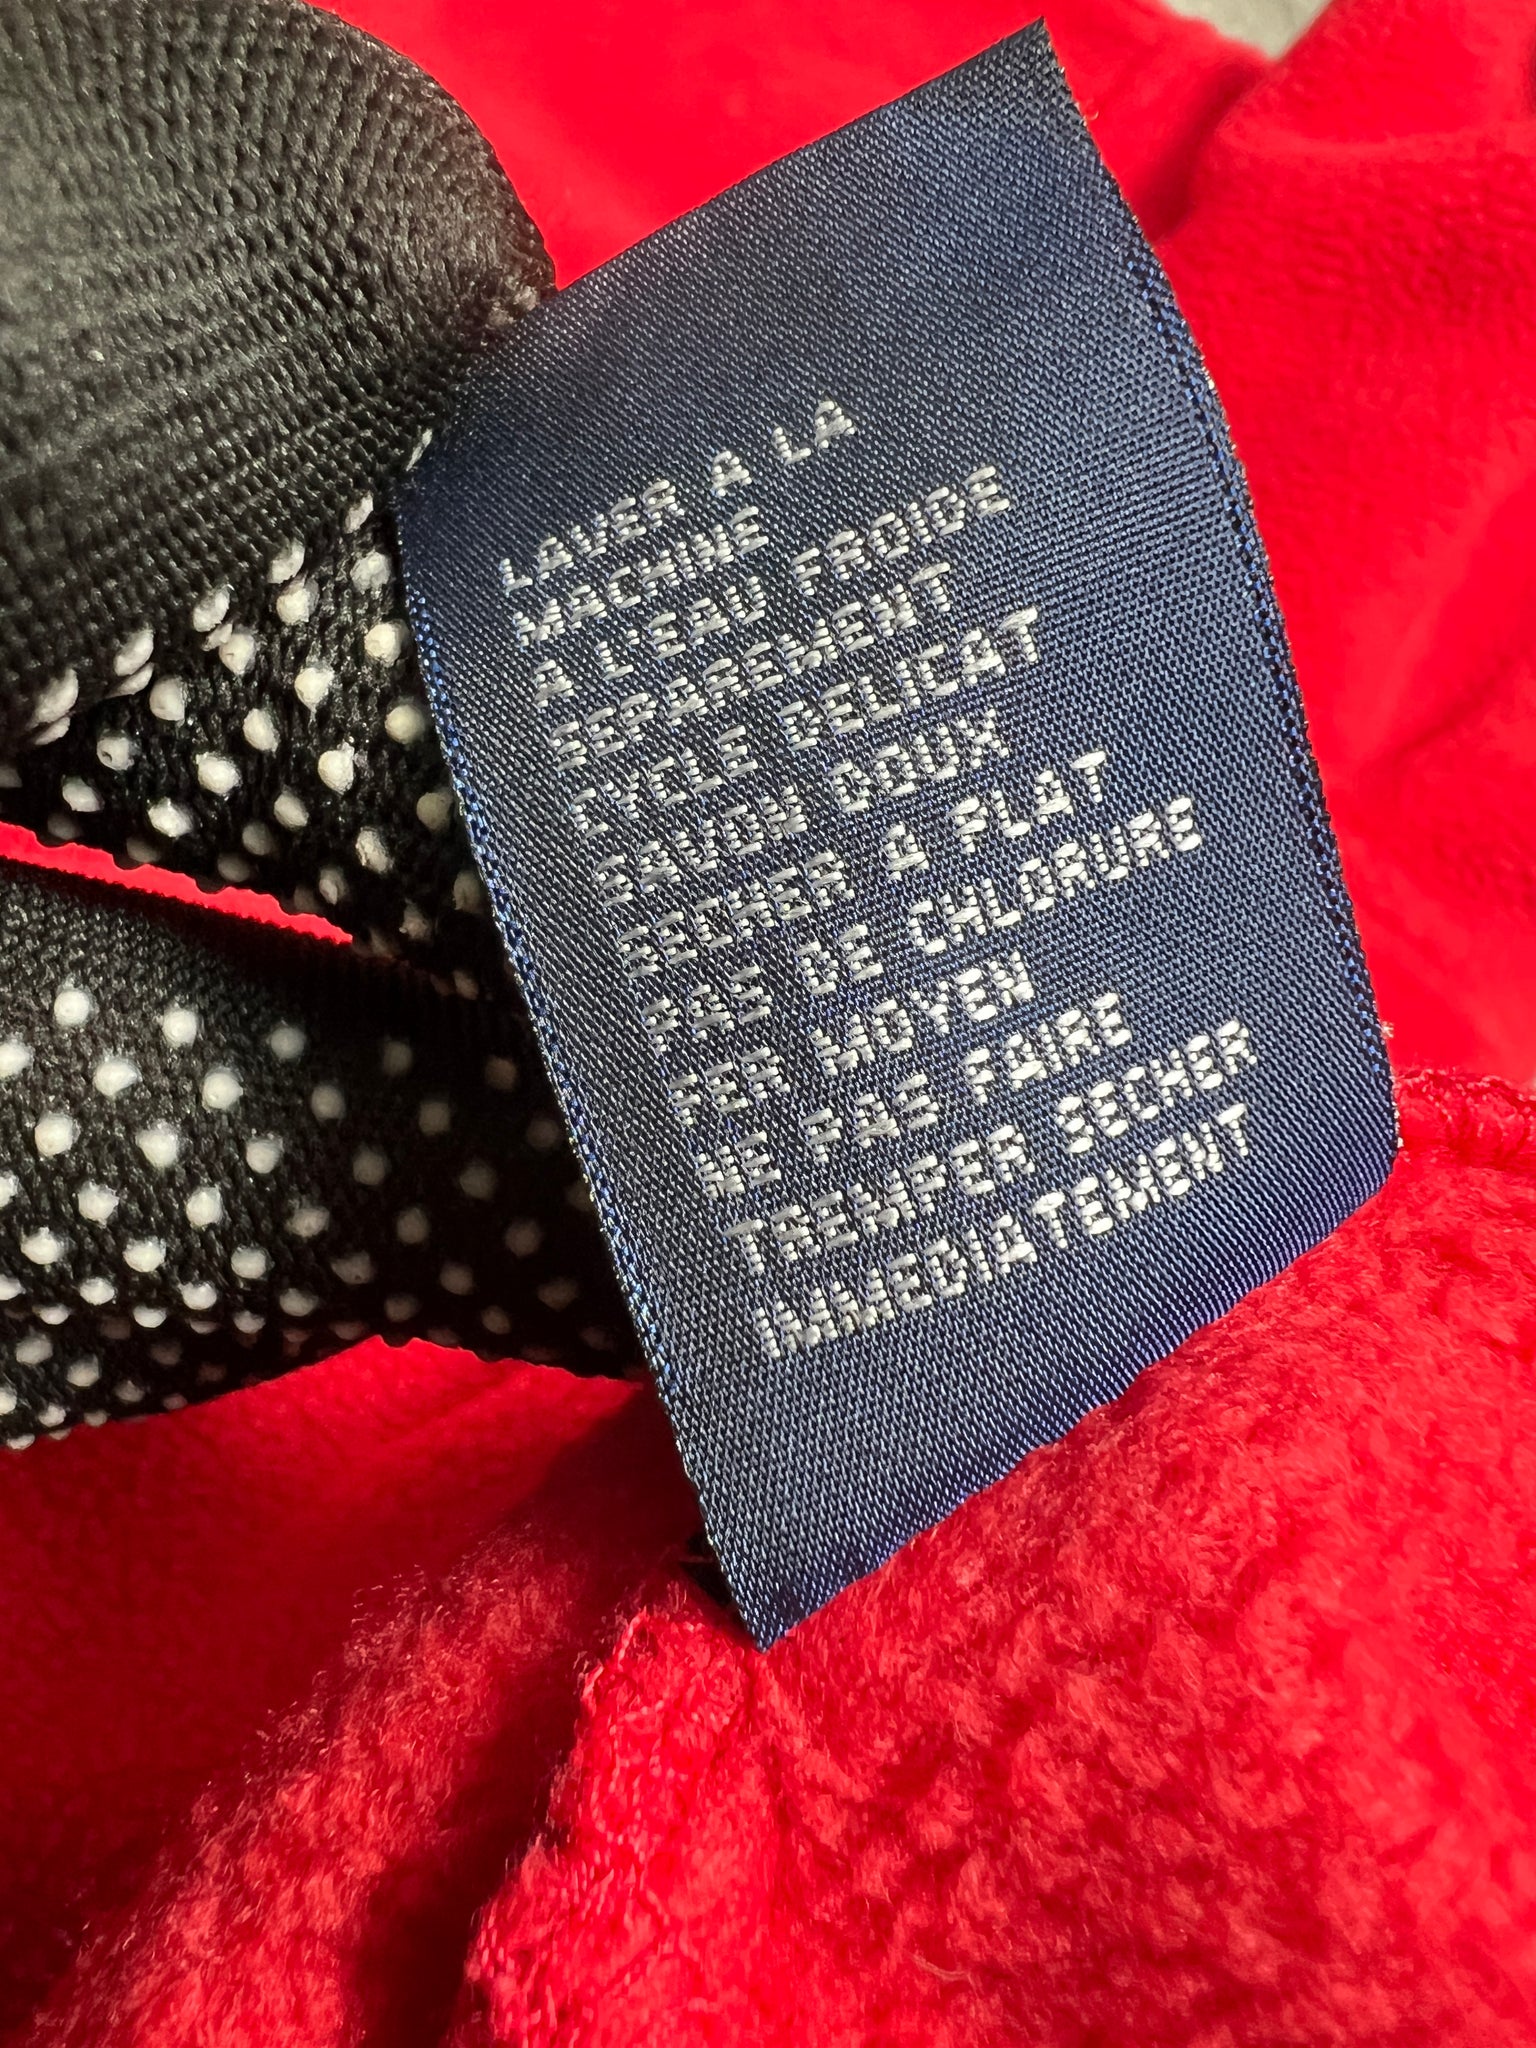 LAVER A LA
MACHINE
A L'EAU FROIDE
SEPAREMENT
CYCLE DELICAT
SAVON DOUX
SECHER A PLAT
PAS DE CHLORURE
FER MOYEN
NE PAS FAIRE
TREMPER SECHER
IMMEDIATEMENT